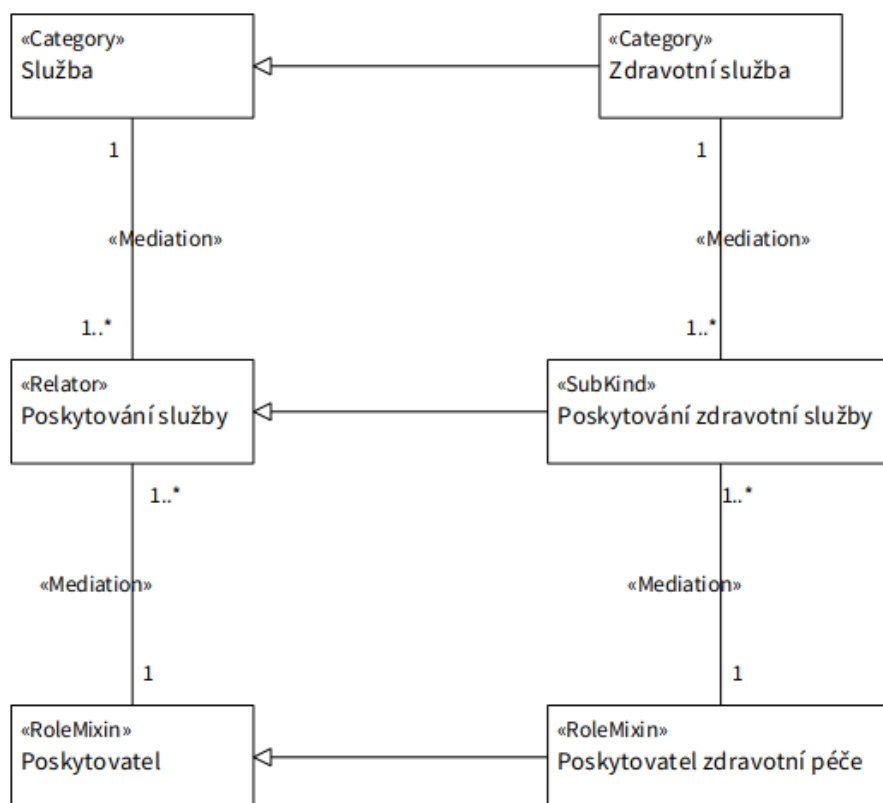 «Category»
Služba
«Category»
Zdravotní služba
1
1
«Mediation»
«Mediation»
1..*
1..*
«Relator»
Poskytování služby
«SubKind»
Poskytování zdravotní služby
1..*
1..*
«Mediation»
«Mediation»
1
1
«RoleMixin»
Poskytovatel
«RoleMixin»
Poskytovatel zdravotní péče